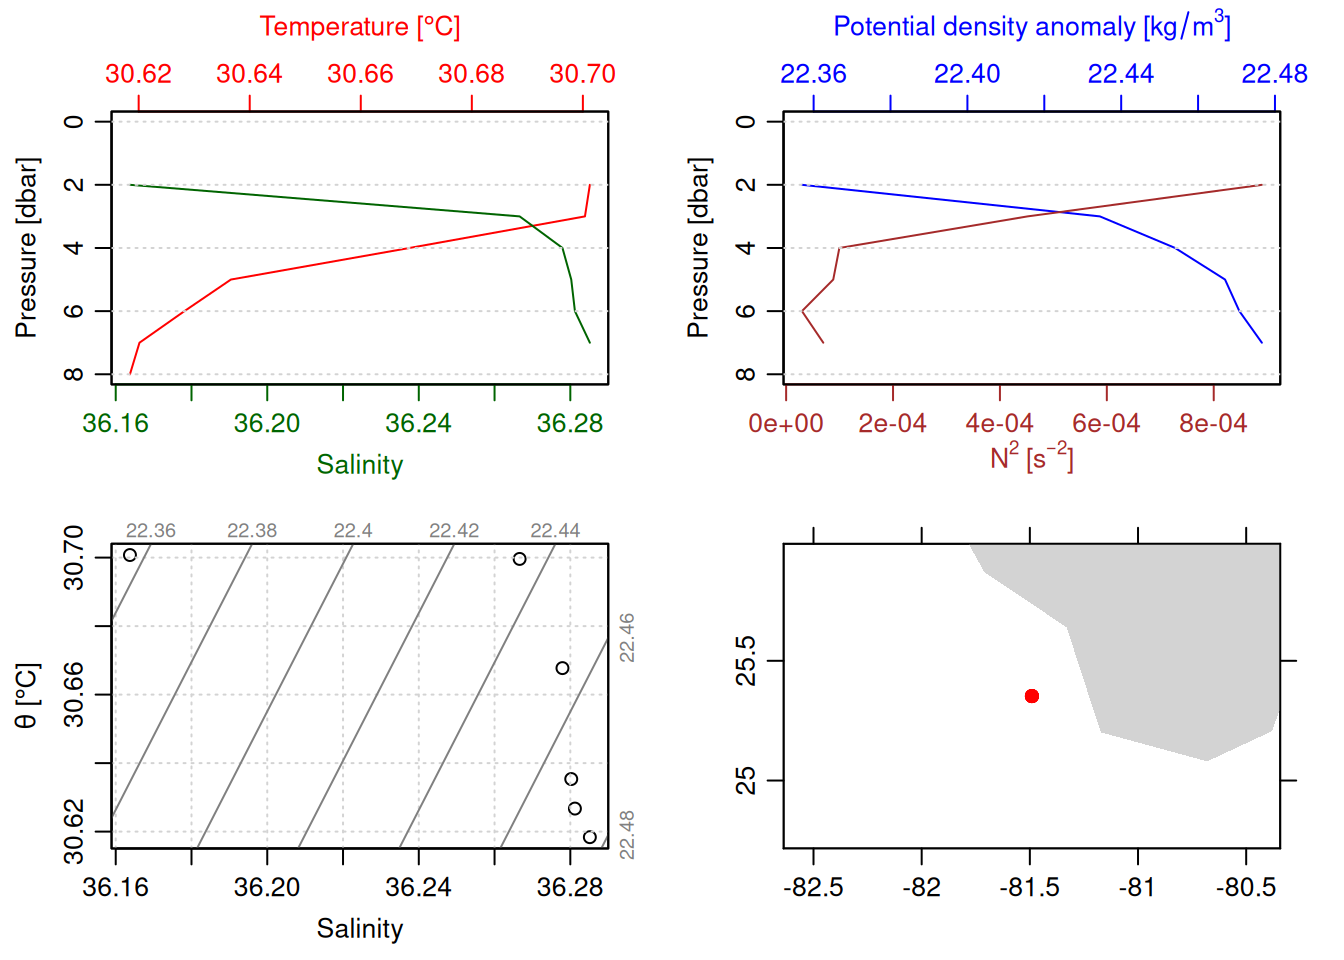 Temperature [°C]
30.62 30.64 30.66 30.68 30.70
Pressure [dbar]
0
2
4
6
8
36.16 36.20 36.24 36.28
Salinity
Potential density anomaly [kg/m³]
22.36 22.40 22.44 22.48
Pressure [dbar]
0
2
4
6
8
0e+00 2e-04 4e-04 6e-04 8e-04
N² [s⁻²]
22.36 22.38 22.4 22.42 22.44
22.46
22.48
θ [°C]
30.70
30.66
30.62
36.16 36.20 36.24 36.28
Salinity
25.5
25
-82.5 -82 -81.5 -81 -80.5